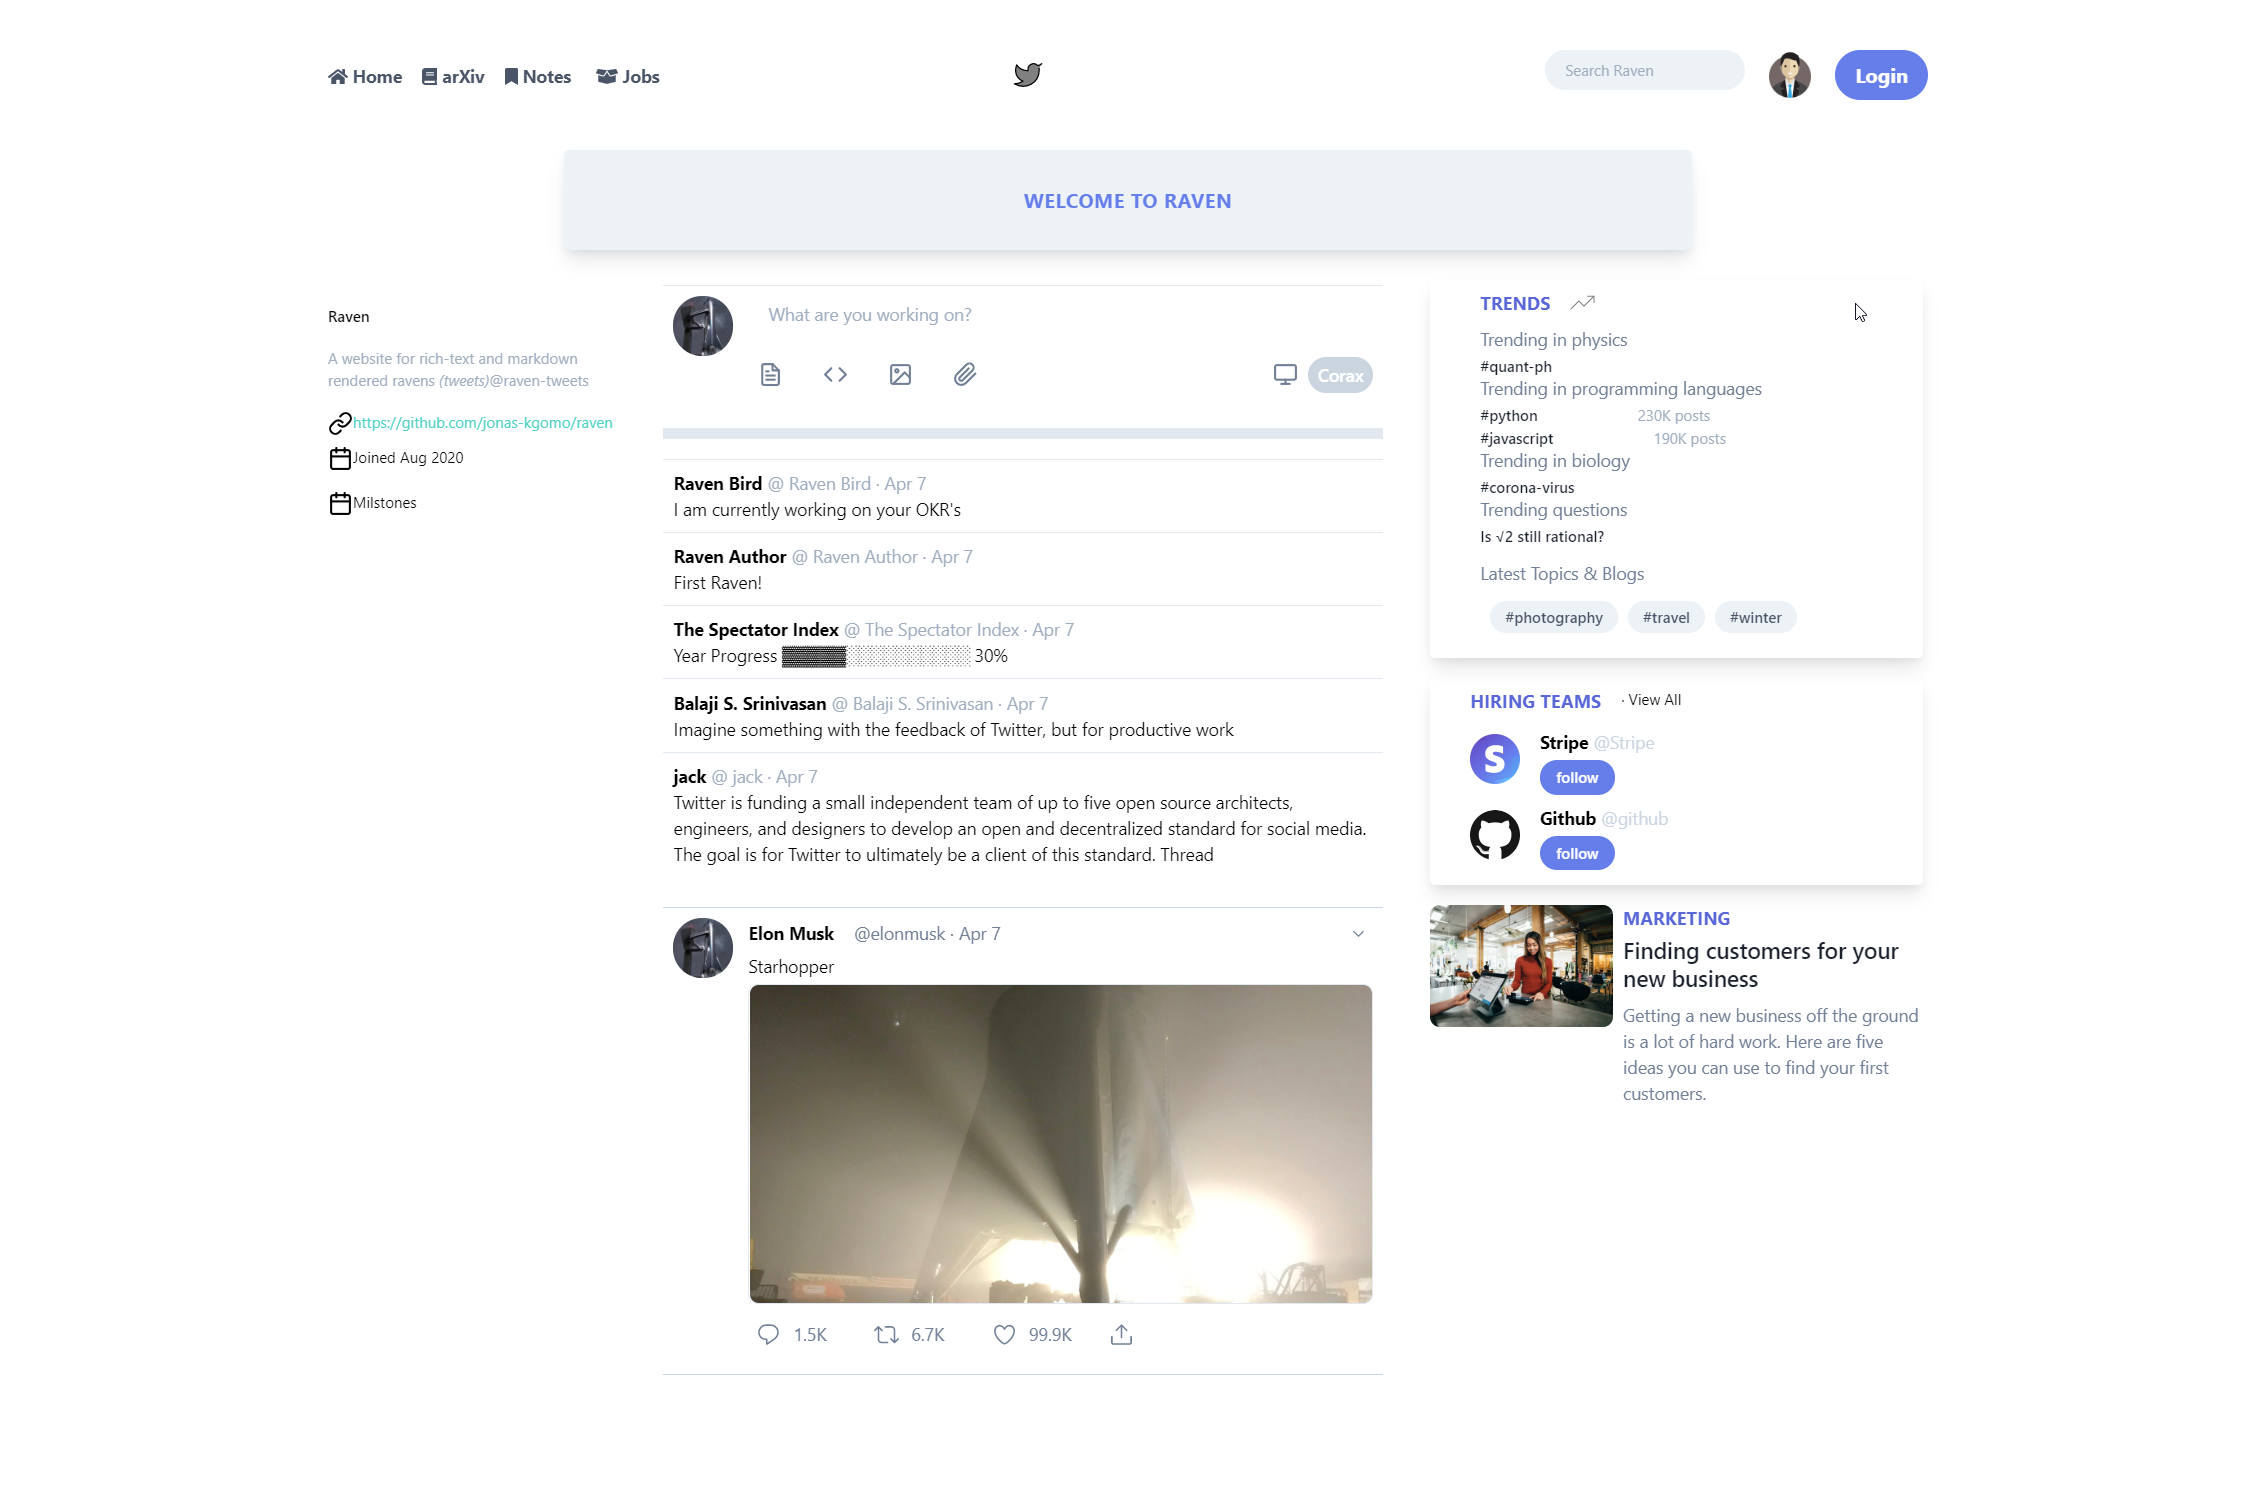 Home arXiv Notes Jobs
Search Raven
Login
WELCOME TO RAVEN
Raven
A website for rich-text and markdown
rendered ravens (tweets)@raven-tweets
https://github.com/jonas-kgomo/raven
Joined Aug 2020
Milstones
What are you working on?
Corax
Raven Bird @ Raven Bird · Apr 7
I am currently working on your OKR's
Raven Author @ Raven Author · Apr 7
First Raven!
The Spectator Index @ The Spectator Index · Apr 7
Year Progress ▓▓▓▓▓░░░░░░░░░░ 30%
Balaji S. Srinivasan @ Balaji S. Srinivasan · Apr 7
Imagine something with the feedback of Twitter, but for productive work
jack @ jack · Apr 7
Twitter is funding a small independent team of up to five open source architects,
engineers, and designers to develop an open and decentralized standard for social media.
The goal is for Twitter to ultimately be a client of this standard. Thread
Elon Musk @elonmusk · Apr 7
Starhopper
1.5K 6.7K 99.9K
TRENDS
Trending in physics
#quant-ph
Trending in programming languages
#python 230K posts
#javascript 190K posts
Trending in biology
#corona-virus
Trending questions
Is √2 still rational?
Latest Topics & Blogs
#photography #travel #winter
HIRING TEAMS · View All
S
Stripe @Stripe
follow
Github @github
follow
MARKETING
Finding customers for your
new business
Getting a new business off the ground
is a lot of hard work. Here are five
ideas you can use to find your first
customers.